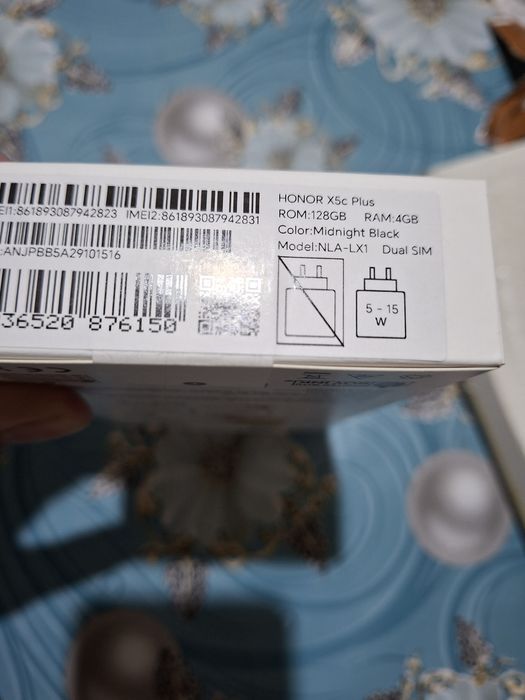 HONOR X5c Plus
ROM:128GB RAM:4GB
Color:Midnight Black
Model:NLA-LX1 Dual SIM
EI1:861893087942823 IMEI2:861893087942831
:ANJPBB5A29101516
36520 876150
5 - 15
W